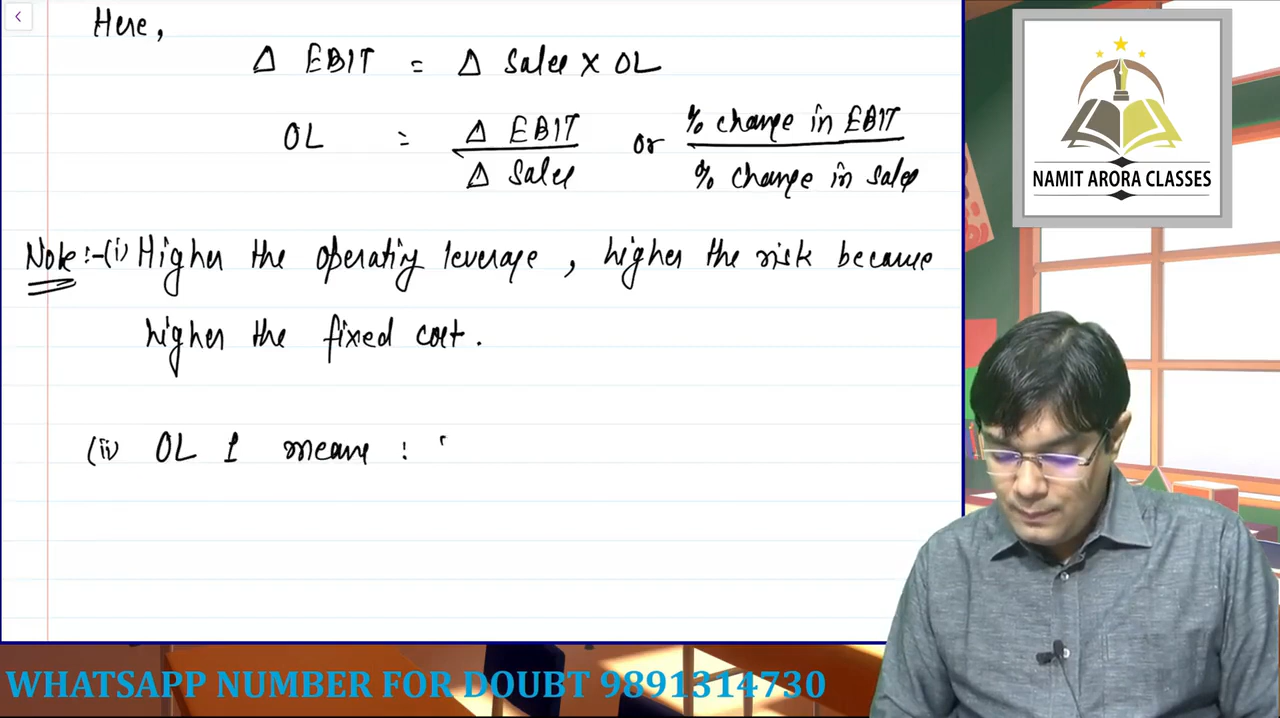 Here,
Δ EBIT = Δ Sales × OL
OL = Δ EBIT / Δ Sales or % change in EBIT / % change in sales
Note:-(i) Higher the operating leverage, higher the risk because
higher the fixed cost.
(ii) OL 1 means :
NAMIT ARORA CLASSES
WHATSAPP NUMBER FOR DOUBT 9891314730